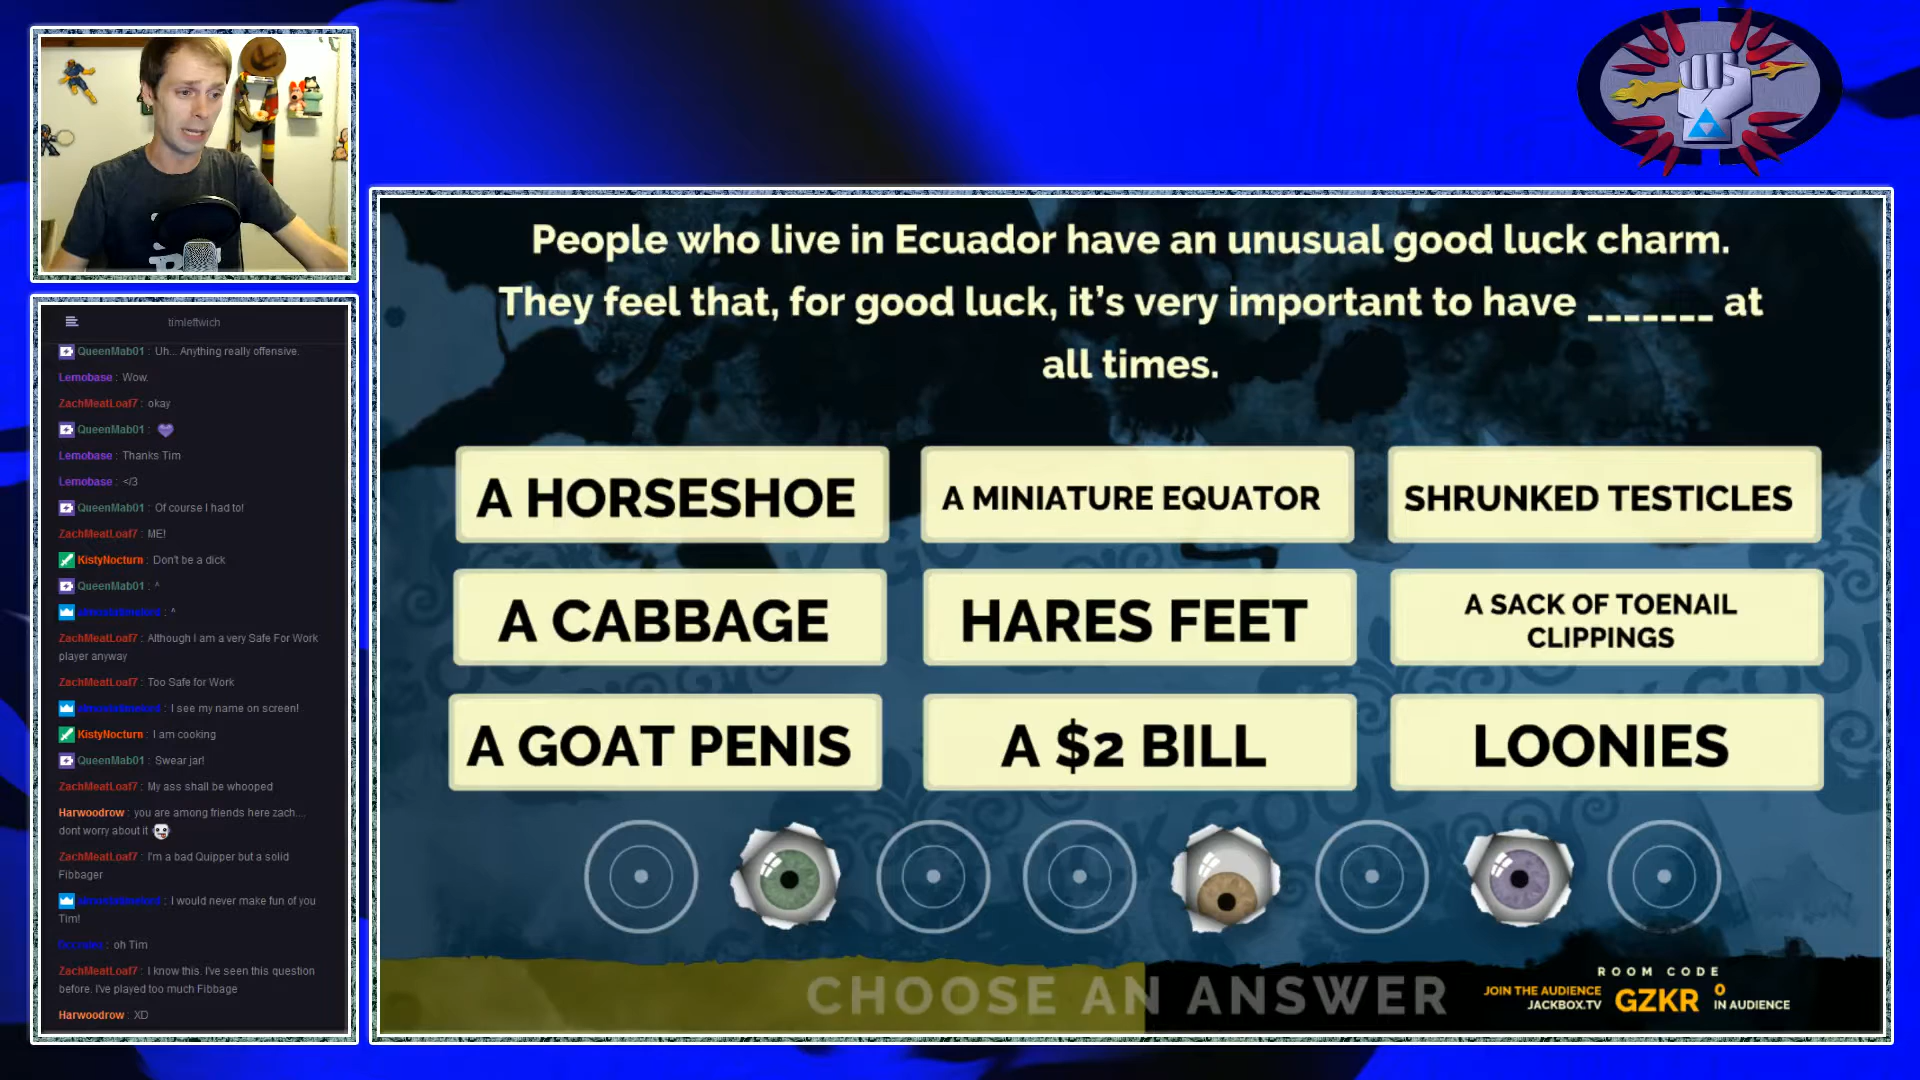 timleftwich
QueenMab01 : Uh... Anything really offensive.
Lemobase : Wow.
ZachMeatLoaf7 : okay
QueenMab01 :
Lemobase : Thanks Tim
Lemobase : </3
QueenMab01 : Of course I had to!
ZachMeatLoaf7 : ME!
KistyNocturn : Don't be a dick
QueenMab01 : ^
: ^
ZachMeatLoaf7 : Although I am a very Safe For Work
player anyway
ZachMeatLoaf7 : Too Safe for Work
: I see my name on screen!
KistyNocturn : I am cooking
QueenMab01 : Swear jar!
ZachMeatLoaf7 : My ass shall be whooped
Harwoodrow : you are among friends here zach...
dont worry about it
ZachMeatLoaf7 : I'm a bad Quipper but a solid
Fibbager
: I would never make fun of you
Tim!
: oh Tim
ZachMeatLoaf7 : I know this. I've seen this question
before. I've played too much Fibbage
Harwoodrow : XD
People who live in Ecuador have an unusual good luck charm.
They feel that, for good luck, it's very important to have _______ at
all times.
A HORSESHOE
A MINIATURE EQUATOR
SHRUNKED TESTICLES
A CABBAGE
HARES FEET
A SACK OF TOENAIL
CLIPPINGS
A GOAT PENIS
A $2 BILL
LOONIES
CHOOSE AN ANSWER
JOIN THE AUDIENCE
JACKBOX.TV
ROOM CODE
GZKR
0
IN AUDIENCE